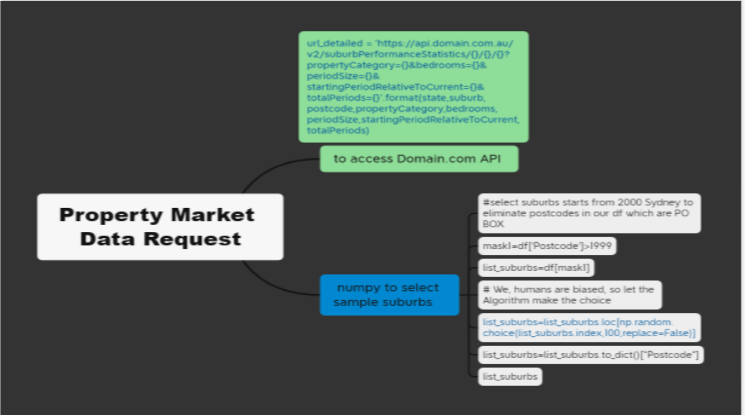 url_detailed = 'https://api.domain.com.au/
v2/suburbPerformanceStatistics/{}/{}/{}?
propertyCategory={}&bedrooms={}&
periodSize={}&
startingPeriodRelativeToCurrent={}&
totalPeriods={}'.format(state,suburb,
postcode,propertyCategory,bedrooms,
periodSize,startingPeriodRelativeToCurrent,
totalPeriods)
to access Domain.com API
Property Market
Data Request
numpy to select
sample suburbs
#select suburbs starts from 2000 Sydney to
eliminate postcodes in our df which are PO
BOX
mask1=df['Postcode']>1999
list_suburbs=df[mask1]
# We, humans are biased, so let the
Algorithm make the choice
list_suburbs=list_suburbs.loc[np.random.
choice(list_suburbs.index,100,replace=False)]
list_suburbs=list_suburbs.to_dict()["Postcode"]
list_suburbs